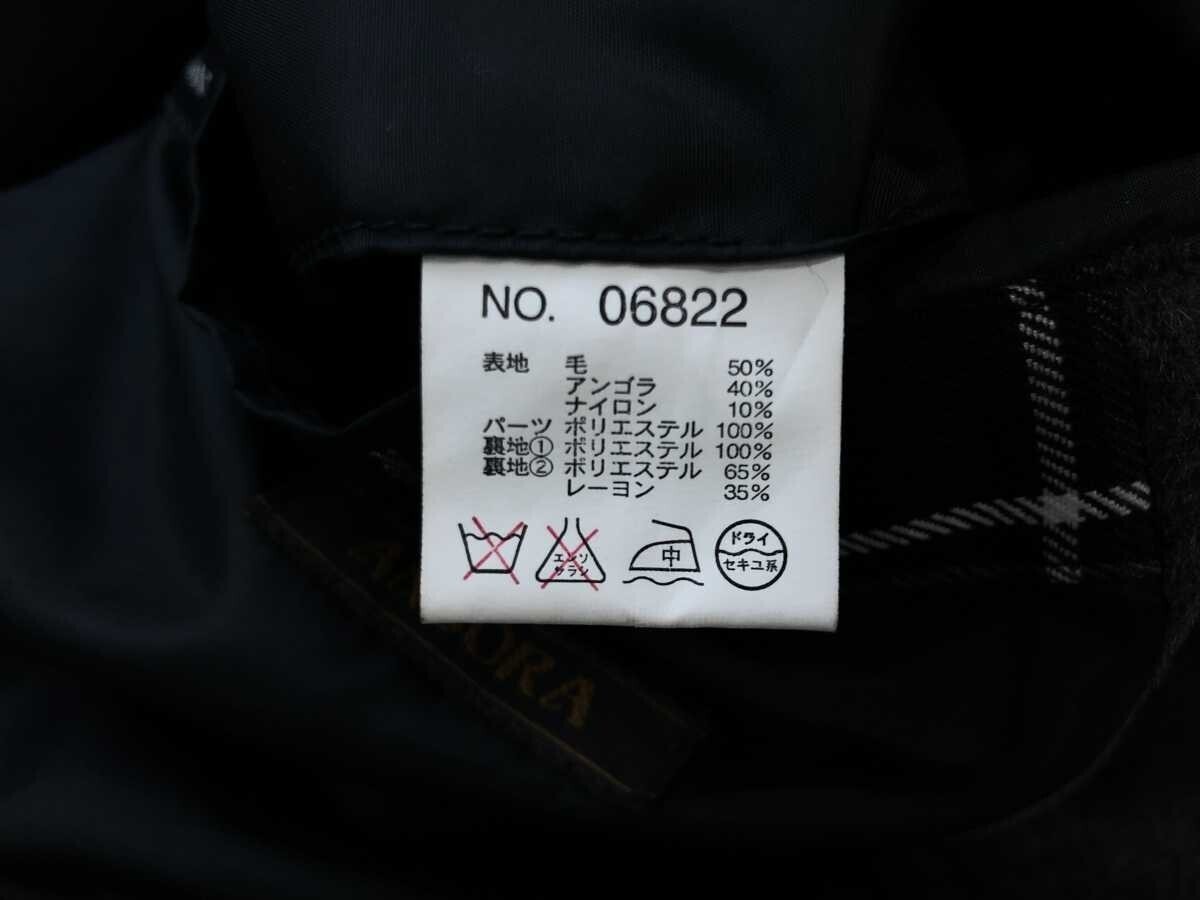 NO. 06822
表地 毛 50%
アンゴラ 40%
ナイロン 10%
パーツ ポリエステル 100%
裏地① ポリエステル 100%
裏地② ポリエステル 65%
レーヨン 35%
エンソ サラシ
中
ドライ
セキユ系